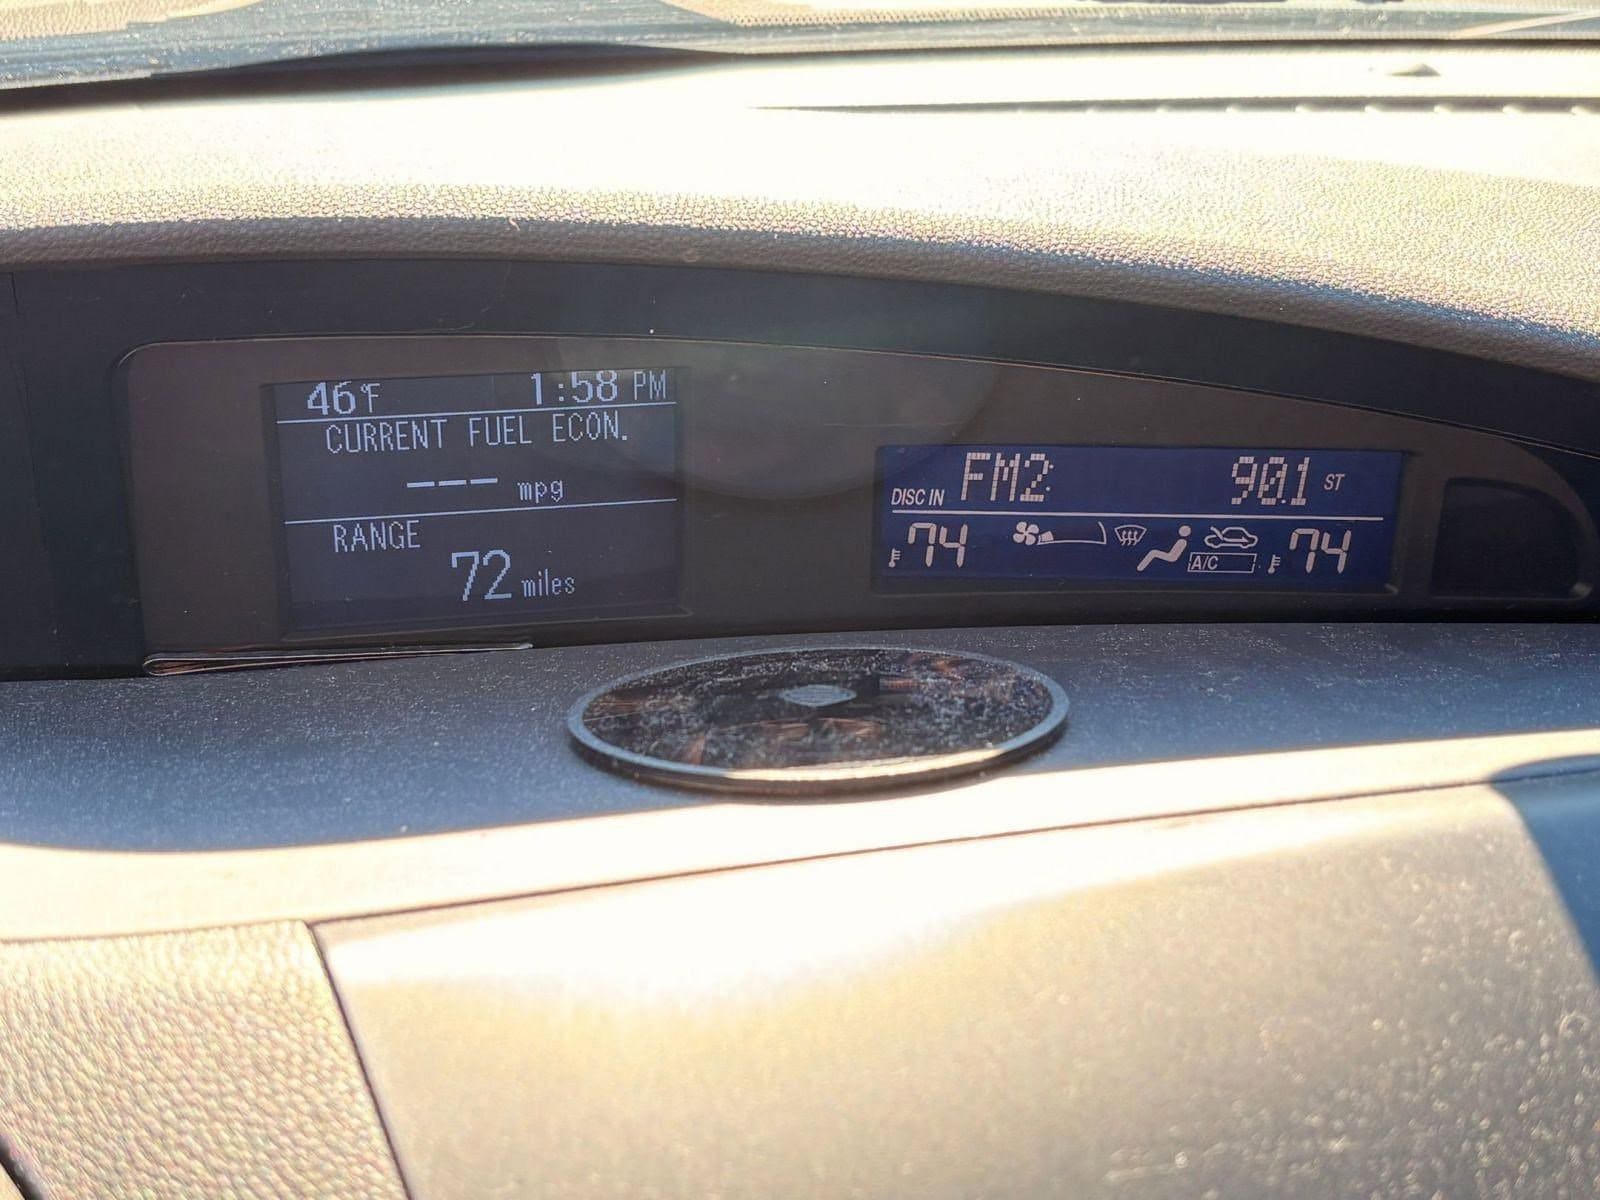 46°F 1:58 PM
CURRENT FUEL ECON.
--- mpg
RANGE
72 miles
DISC IN FM2 90.1 ST
74 A/C 74